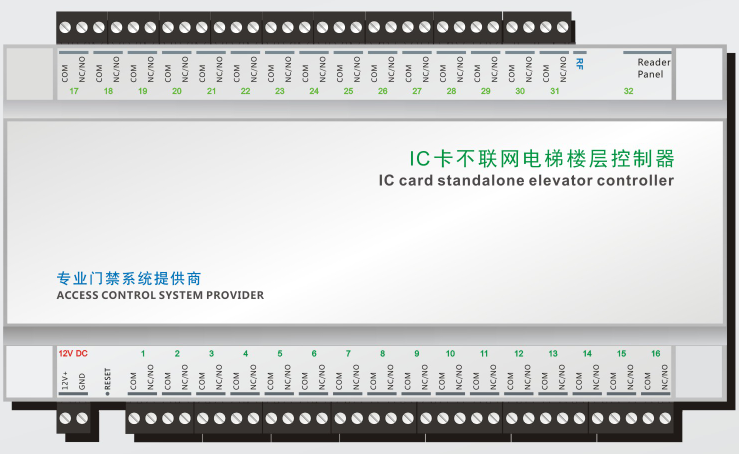 COM NC/NO COM NC/NO COM NC/NO COM NC/NO COM NC/NO COM NC/NO COM NC/NO COM NC/NO COM NC/NO COM NC/NO COM NC/NO COM NC/NO COM NC/NO COM NC/NO COM NC/NO RF Reader
Panel
17 18 19 20 21 22 23 24 25 26 27 28 29 30 31 32
IC卡不联网电梯楼层控制器
IC card standalone elevator controller
专业门禁系统提供商
ACCESS CONTROL SYSTEM PROVIDER
12V DC 1 2 3 4 5 6 7 8 9 10 11 12 13 14 15 16
12V+ GND RESET COM NC/NO COM NC/NO COM NC/NO COM NC/NO COM NC/NO COM NC/NO COM NC/NO COM NC/NO COM NC/NO COM NC/NO COM NC/NO COM NC/NO COM NC/NO COM NC/NO COM NC/NO COM NC/NO